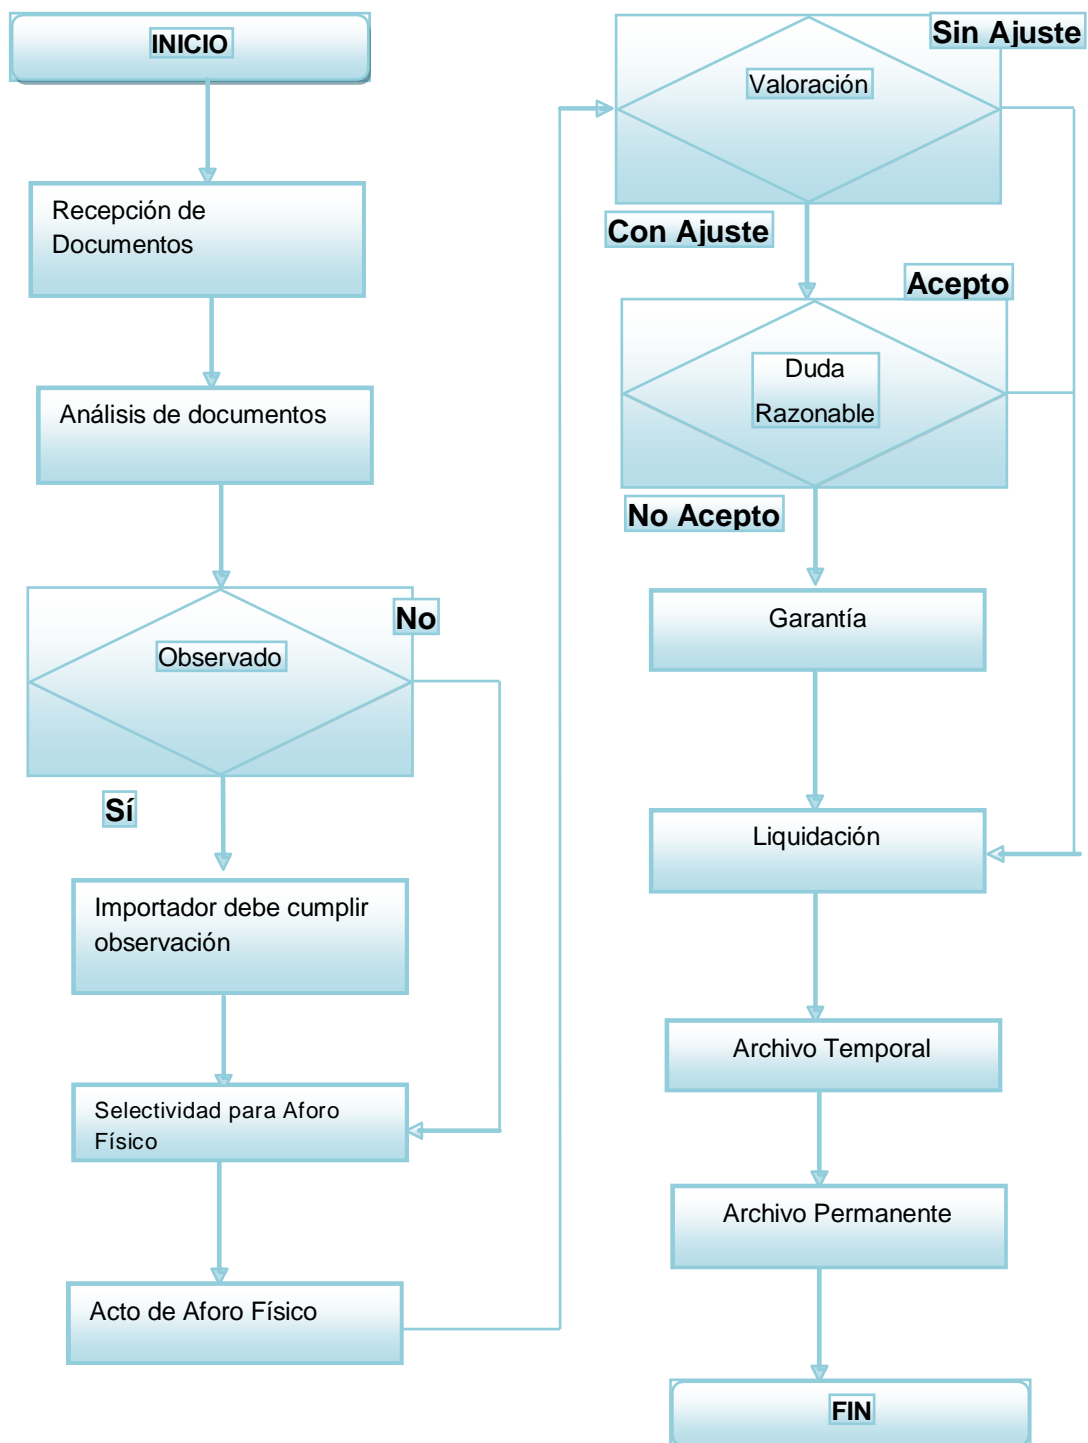 INICIO
Recepción de
Documentos
Análisis de documentos
No
Observado
Sí
Importador debe cumplir
observación
Selectividad para Aforo
Físico
Acto de Aforo Físico
Sin Ajuste
Valoración
Con Ajuste
Acepto
Duda
Razonable
No Acepto
Garantía
Liquidación
Archivo Temporal
Archivo Permanente
FIN